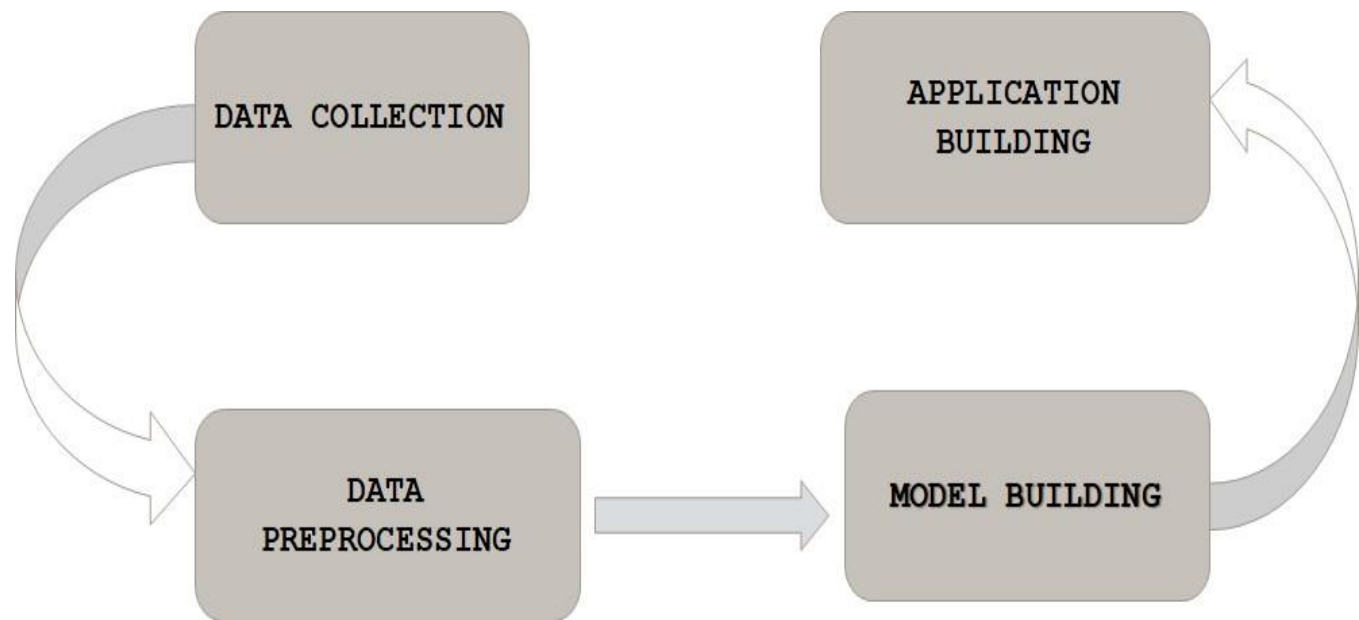 DATA COLLECTION
APPLICATION
BUILDING
DATA
PREPROCESSING
MODEL BUILDING